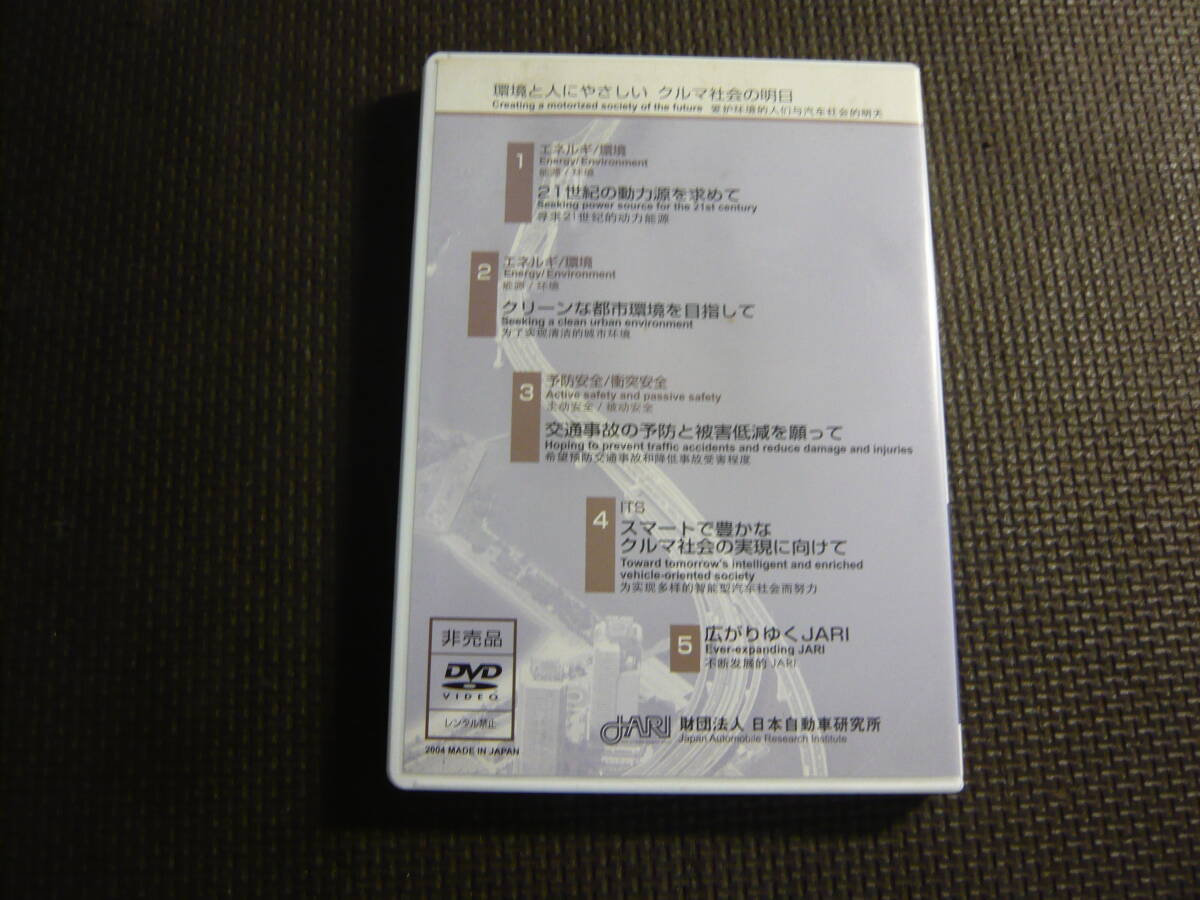 環境と人にやさしい クルマ社会の明日
Creating a motorized society of the future 爱护环境的人们与汽车社会的明天
1
エネルギ/環境
Energy/Environment
能源/环境
21世紀の動力源を求めて
Seeking power source for the 21st century
寻求21世纪的动力能源
2
エネルギ/環境
Energy/Environment
能源/环境
クリーンな都市環境を目指して
Seeking a clean urban environment
为了实现清洁的城市环境
3
予防安全/衝突安全
Active safety and passive safety
主动安全/被动安全
交通事故の予防と被害低減を願って
Hoping to prevent traffic accidents and reduce damage and injuries
希望预防交通事故和降低事故受害程度
4
ITS
スマートで豊かな
クルマ社会の実現に向けて
Toward tomorrow's intelligent and enriched
vehicle-oriented society
为实现多样的智能型汽车社会而努力
5
広がりゆくJARI
Ever-expanding JARI
不断发展的 JARI
非売品
DVD
VIDEO
レンタル禁止
2004 MADE IN JAPAN
JARI 財団法人 日本自動車研究所
Japan Automobile Research Institute